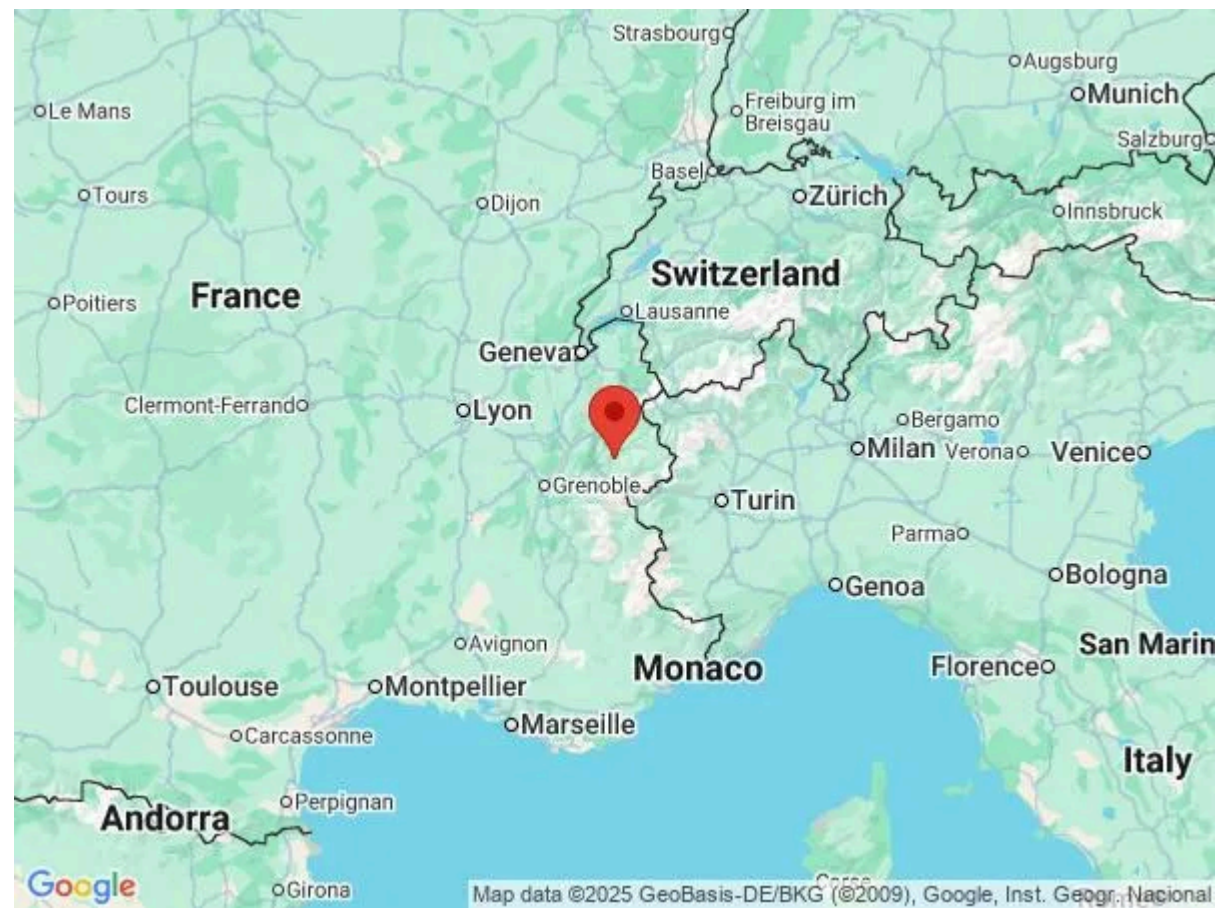 Strasbourg
Augsburg
Munich
Le Mans
Freiburg im
Breisgau
Salzburg
Basel
Tours
Zürich
Dijon
Innsbruck
Switzerland
France
Poitiers
Lausanne
Geneva
Clermont-Ferrand
Lyon
Bergamo
Milan
Verona
Venice
Grenoble
Turin
Parma
Bologna
Genoa
Avignon
San Marin
Monaco
Florence
Toulouse
Montpellier
Marseille
Carcassonne
Italy
Perpignan
Andorra
Google
Girona
Map data ©2025 GeoBasis-DE/BKG (©2009), Google, Inst. Geogr. Nacional